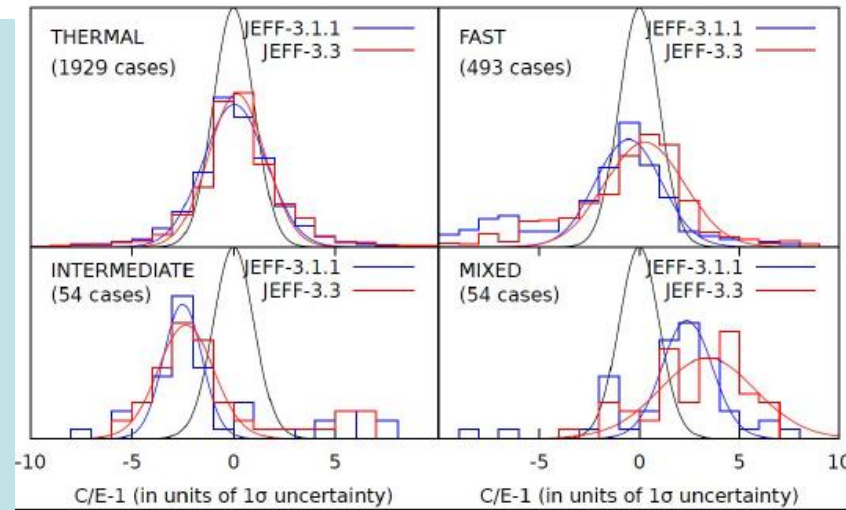 THERMAL
(1929 cases)
JEFF-3.1.1
JEFF-3.3
FAST
(493 cases)
JEFF-3.1.1
JEFF-3.3
INTERMEDIATE
(54 cases)
JEFF-3.1.1
JEFF-3.3
MIXED
(54 cases)
JEFF-3.1.1
JEFF-3.3
-10 -5 0 5 -5 0 5 10
C/E-1 (in units of 1σ uncertainty) C/E-1 (in units of 1σ uncertainty)